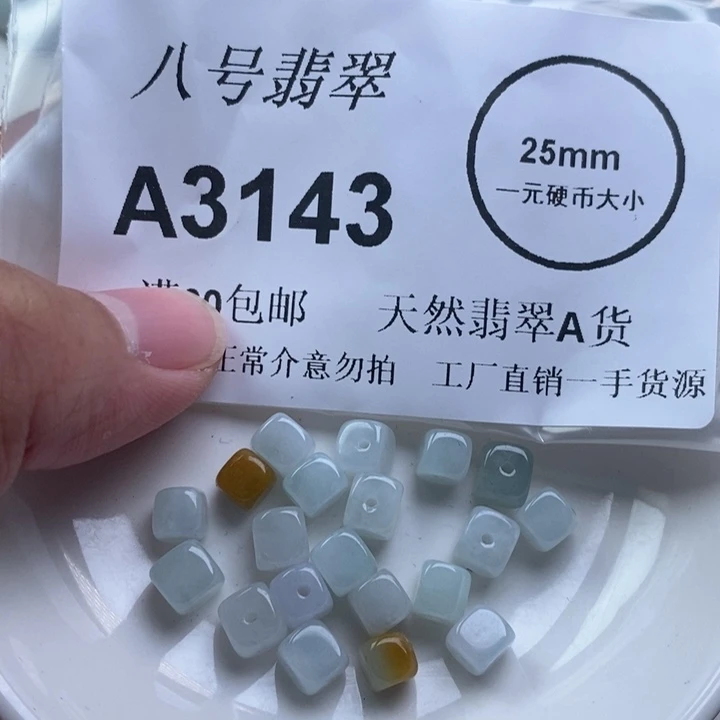 八号翡翠
25mm
一元硬币大小
A3143
包邮 天然翡翠A货
正常介意勿拍 工厂直销一手货源